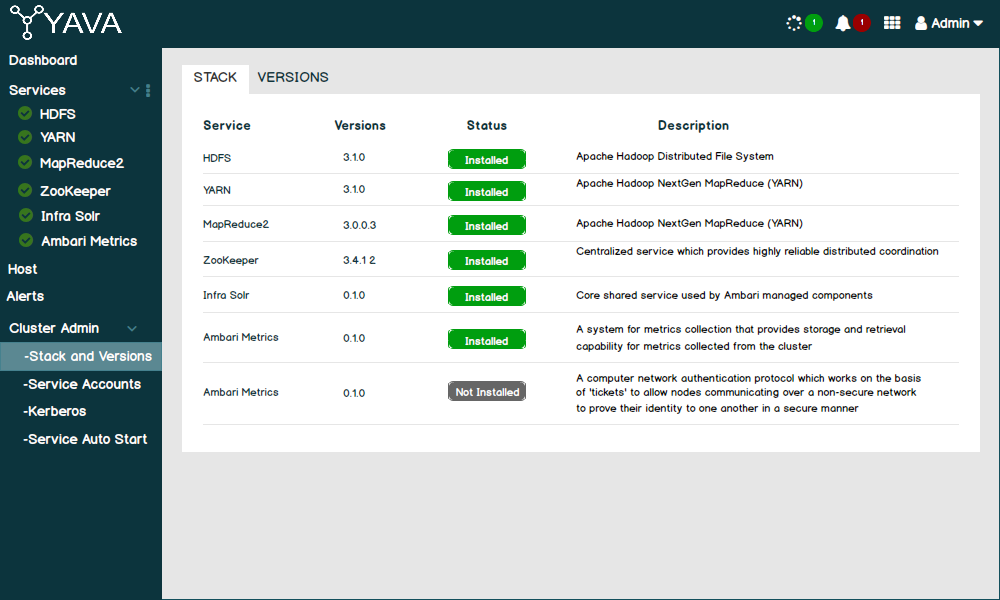 YAVA
1
1
Admin
Dashboard
Services
HDFS
YARN
MapReduce2
ZooKeeper
Infra Solr
Ambari Metrics
Host
Alerts
Cluster Admin
-Stack and Versions
-Service Accounts
-Kerberos
-Service Auto Start
STACK VERSIONS
Service Versions Status Description
HDFS 3.1.0 Installed Apache Hadoop Distributed File System
YARN 3.1.0 Installed Apache Hadoop NextGen MapReduce (YARN)
MapReduce2 3.0.0.3 Installed Apache Hadoop NextGen MapReduce (YARN)
ZooKeeper 3.4.1 2 Installed Centralized service which provides highly reliable distributed coordination
Infra Solr 0.1.0 Installed Core shared service used by Ambari managed components
Ambari Metrics 0.1.0 Installed A system for metrics collection that provides storage and retrieval
capability for metrics collected from the cluster
Ambari Metrics 0.1.0 Not Installed A computer network authentication protocol which works on the basis
of 'tickets' to allow nodes communicating over a non-secure network
to prove their identity to one another in a secure manner